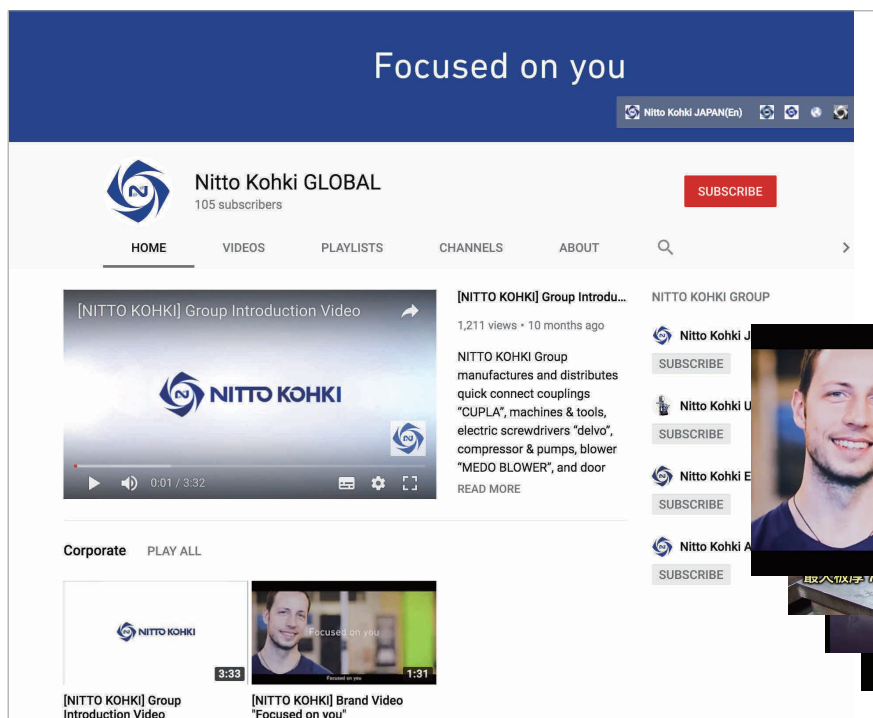 Focused on you
Nitto Kohki JAPAN(En)
Nitto Kohki GLOBAL
105 subscribers
SUBSCRIBE
HOME VIDEOS PLAYLISTS CHANNELS ABOUT
[NITTO KOHKI] Group Introduction Video
NITTO KOHKI
0:01 / 3:32
[NITTO KOHKI] Group Introdu...
1,211 views • 10 months ago
NITTO KOHKI Group
manufactures and distributes
quick connect couplings
“CUPLA”, machines & tools,
electric screwdrivers “delvo”,
compressor & pumps, blower
“MEDO BLOWER”, and door
READ MORE
NITTO KOHKI GROUP
Nitto Kohki J
SUBSCRIBE
Nitto Kohki U
SUBSCRIBE
Nitto Kohki E
SUBSCRIBE
Nitto Kohki A
SUBSCRIBE
最大板厚
Corporate PLAY ALL
NITTO KOHKI
3:33
Focused on you
Focused on you
1:31
[NITTO KOHKI] Group
Introduction Video
[NITTO KOHKI] Brand Video
"Focused on you"